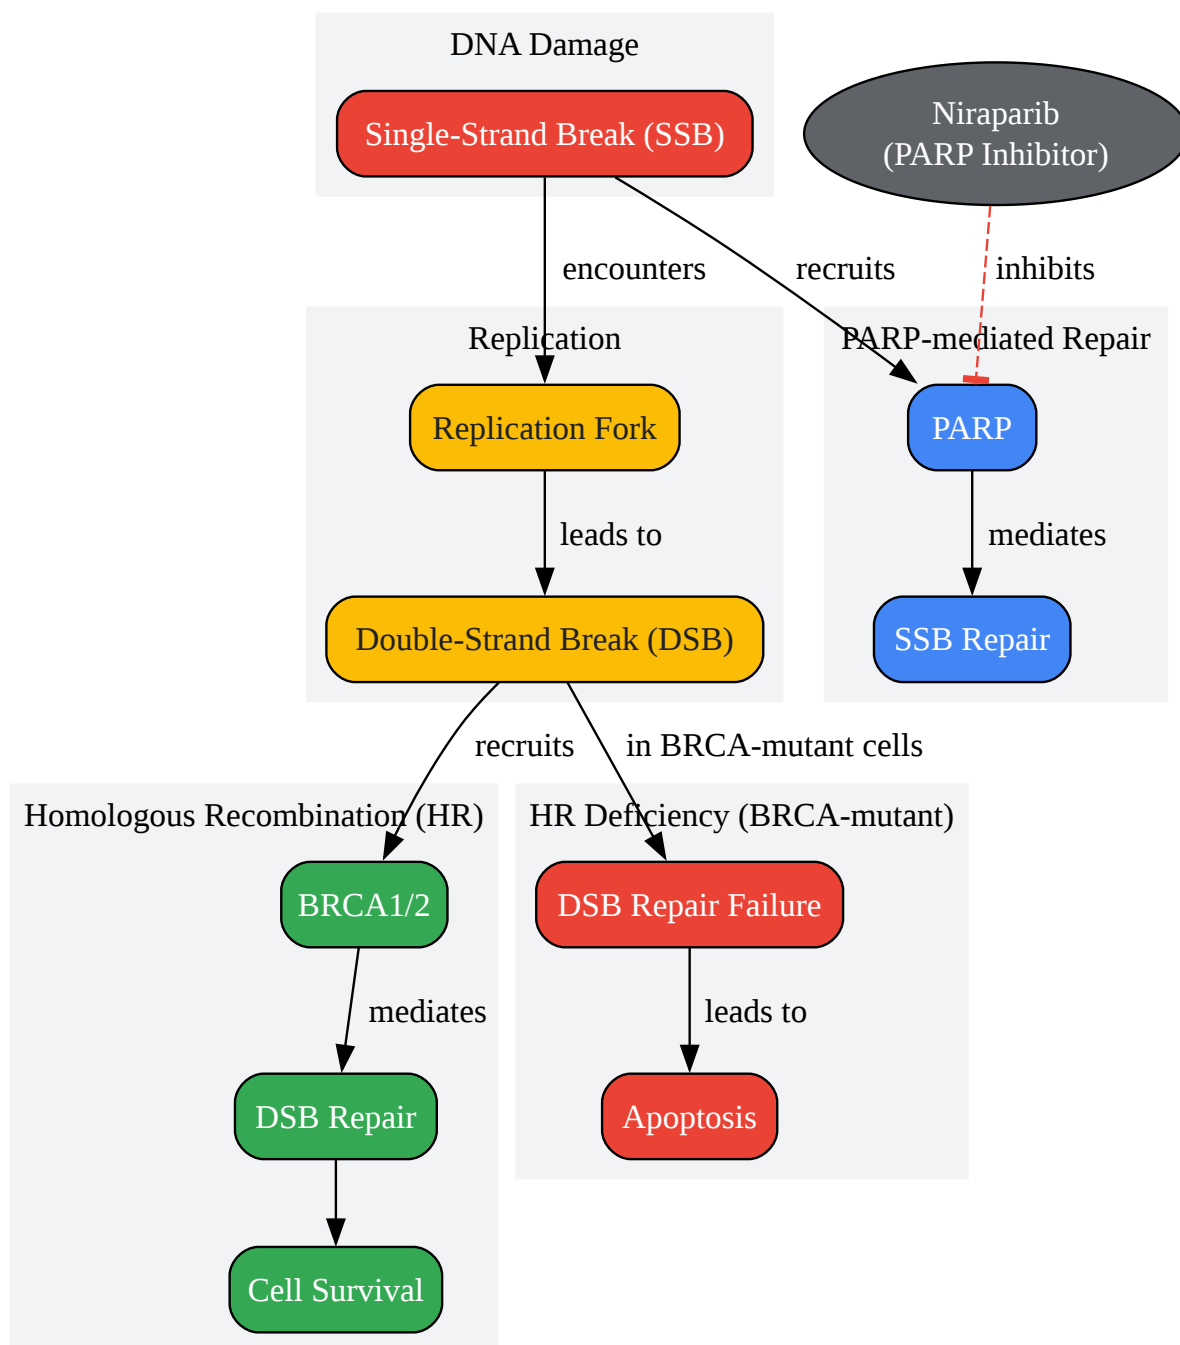 DNA Damage
Single-Strand Break (SSB)
Niraparib
(PARP Inhibitor)
encounters
recruits
inhibits
Replication
PARP-mediated Repair
Replication Fork
PARP
leads to
mediates
Double-Strand Break (DSB)
SSB Repair
recruits
in BRCA-mutant cells
Homologous Recombination (HR)
HR Deficiency (BRCA-mutant)
BRCA1/2
DSB Repair Failure
mediates
leads to
DSB Repair
Apoptosis
Cell Survival